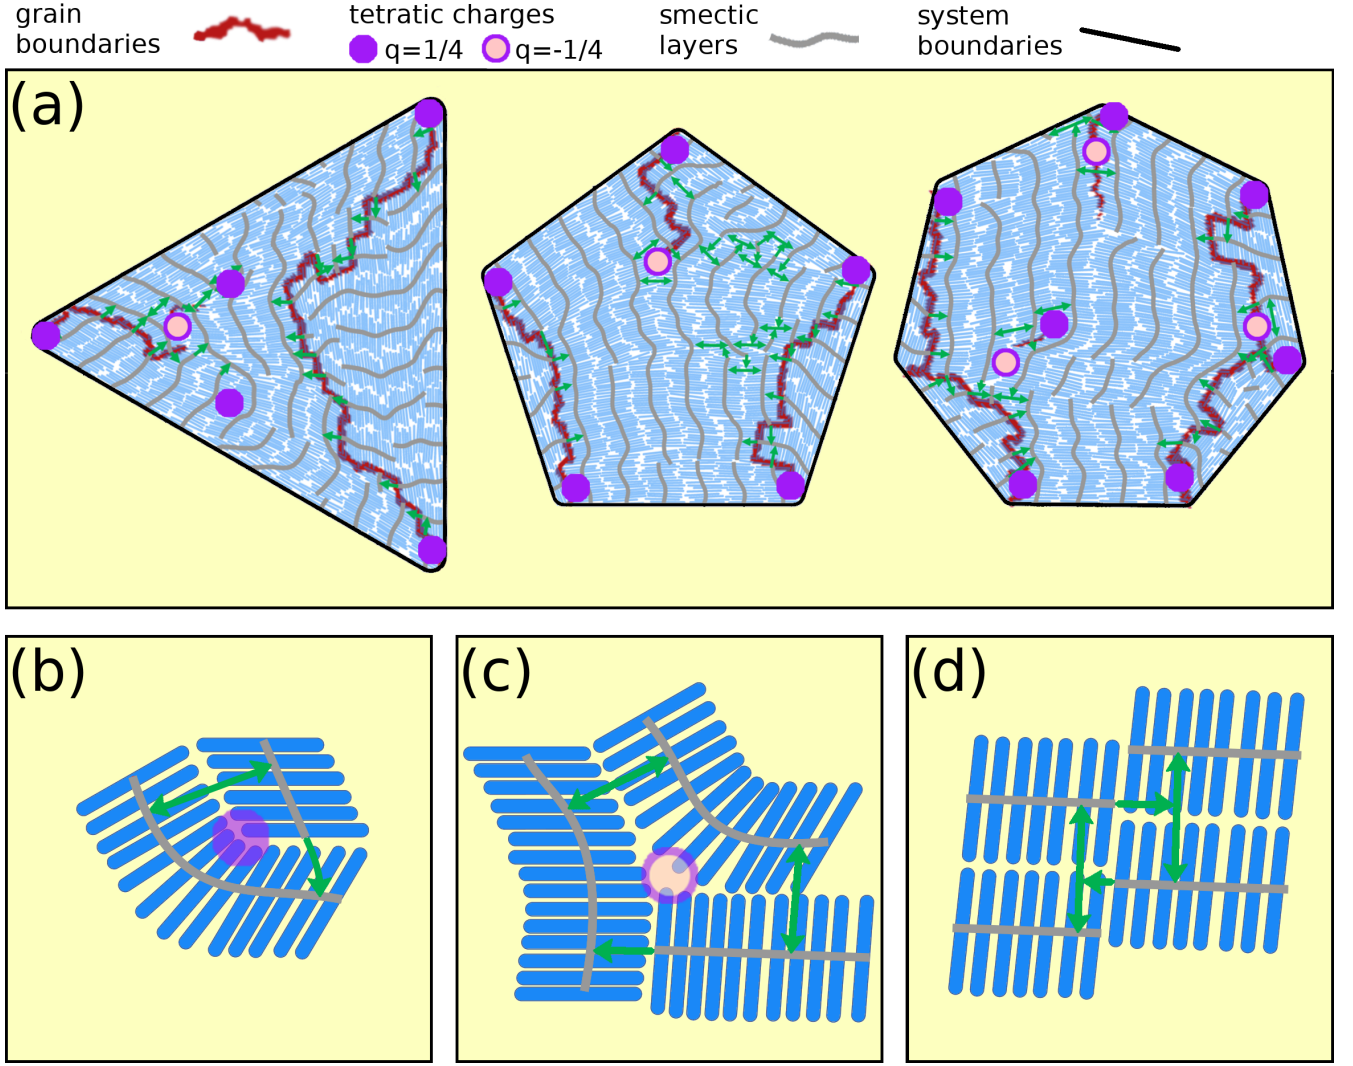 grain
boundaries
tetratic charges
q=1/4 q=-1/4
smectic
layers
system
boundaries
(a)
(b)
(c)
(d)